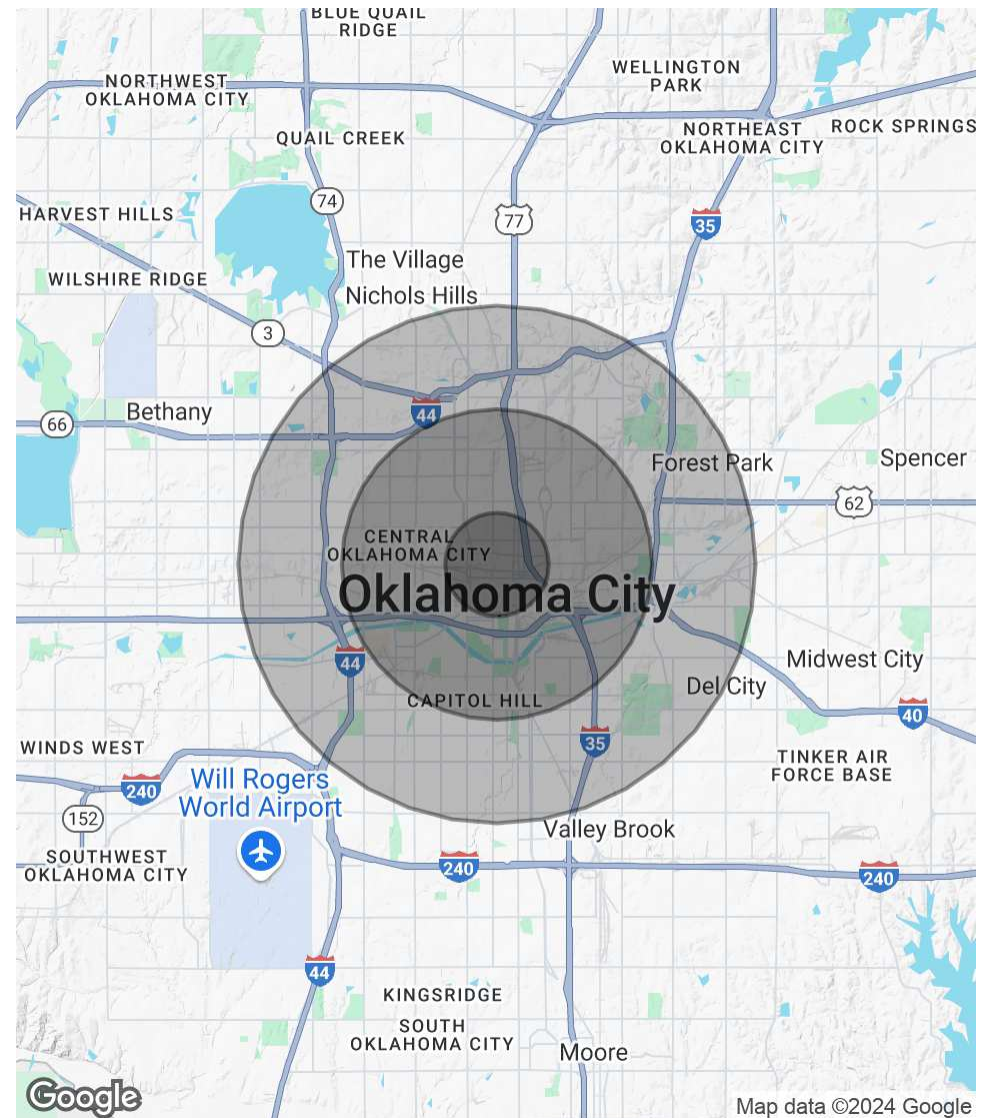 BLUE QUAIL
RIDGE
WELLINGTON
PARK
NORTHWEST
OKLAHOMA CITY
QUAIL CREEK
NORTHEAST
OKLAHOMA CITY
ROCK SPRINGS
74
77
35
HARVEST HILLS
The Village
WILSHIRE RIDGE
Nichols Hills
3
44
Bethany
66
Forest Park
Spencer
62
CENTRAL
OKLAHOMA CITY
Oklahoma City
44
Midwest City
Del City
CAPITOL HILL
40
35
WINDS WEST
TINKER AIR
FORCE BASE
240
Will Rogers
World Airport
152
Valley Brook
SOUTHWEST
OKLAHOMA CITY
240
240
44
KINGSRIDGE
SOUTH
OKLAHOMA CITY
Moore
Google
Map data ©2024 Google